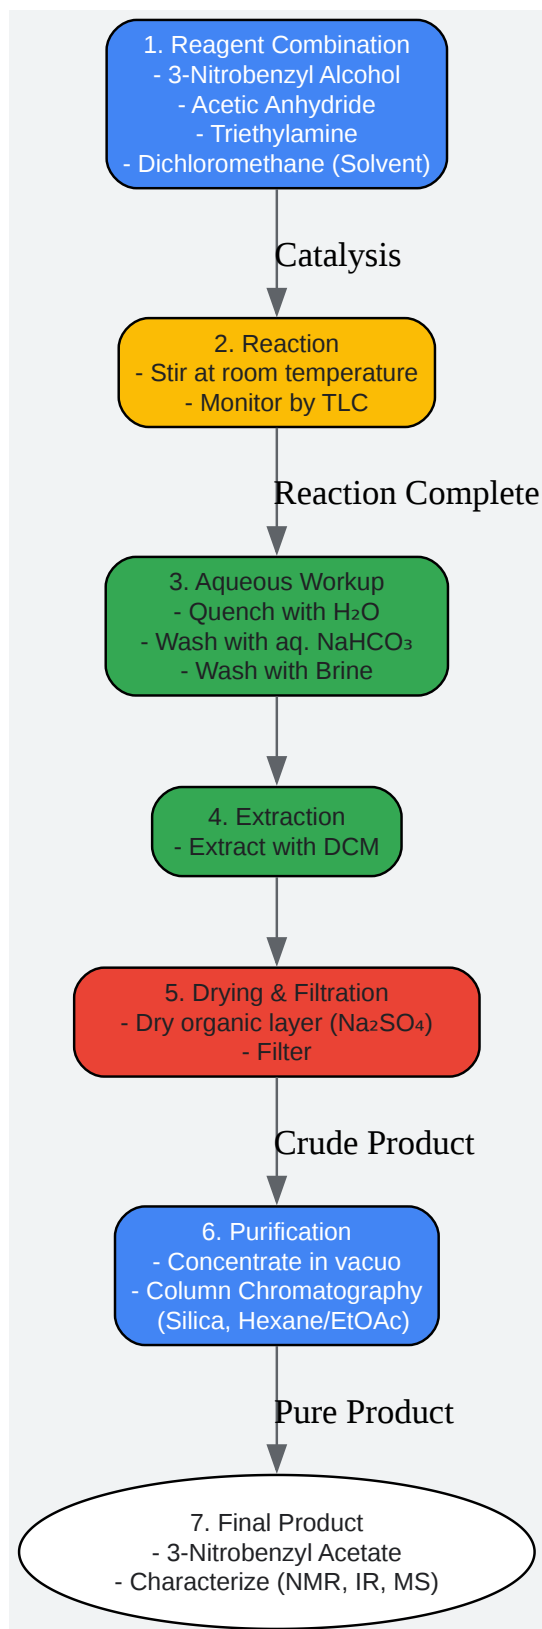 1. Reagent Combination
- 3-Nitrobenzyl Alcohol
- Acetic Anhydride
- Triethylamine
- Dichloromethane (Solvent)
Catalysis
2. Reaction
- Stir at room temperature
- Monitor by TLC
Reaction Complete
3. Aqueous Workup
- Quench with H₂O
- Wash with aq. NaHCO₃
- Wash with Brine
4. Extraction
- Extract with DCM
5. Drying & Filtration
- Dry organic layer (Na₂SO₄)
- Filter
Crude Product
6. Purification
- Concentrate in vacuo
- Column Chromatography
(Silica, Hexane/EtOAc)
Pure Product
7. Final Product
- 3-Nitrobenzyl Acetate
- Characterize (NMR, IR, MS)